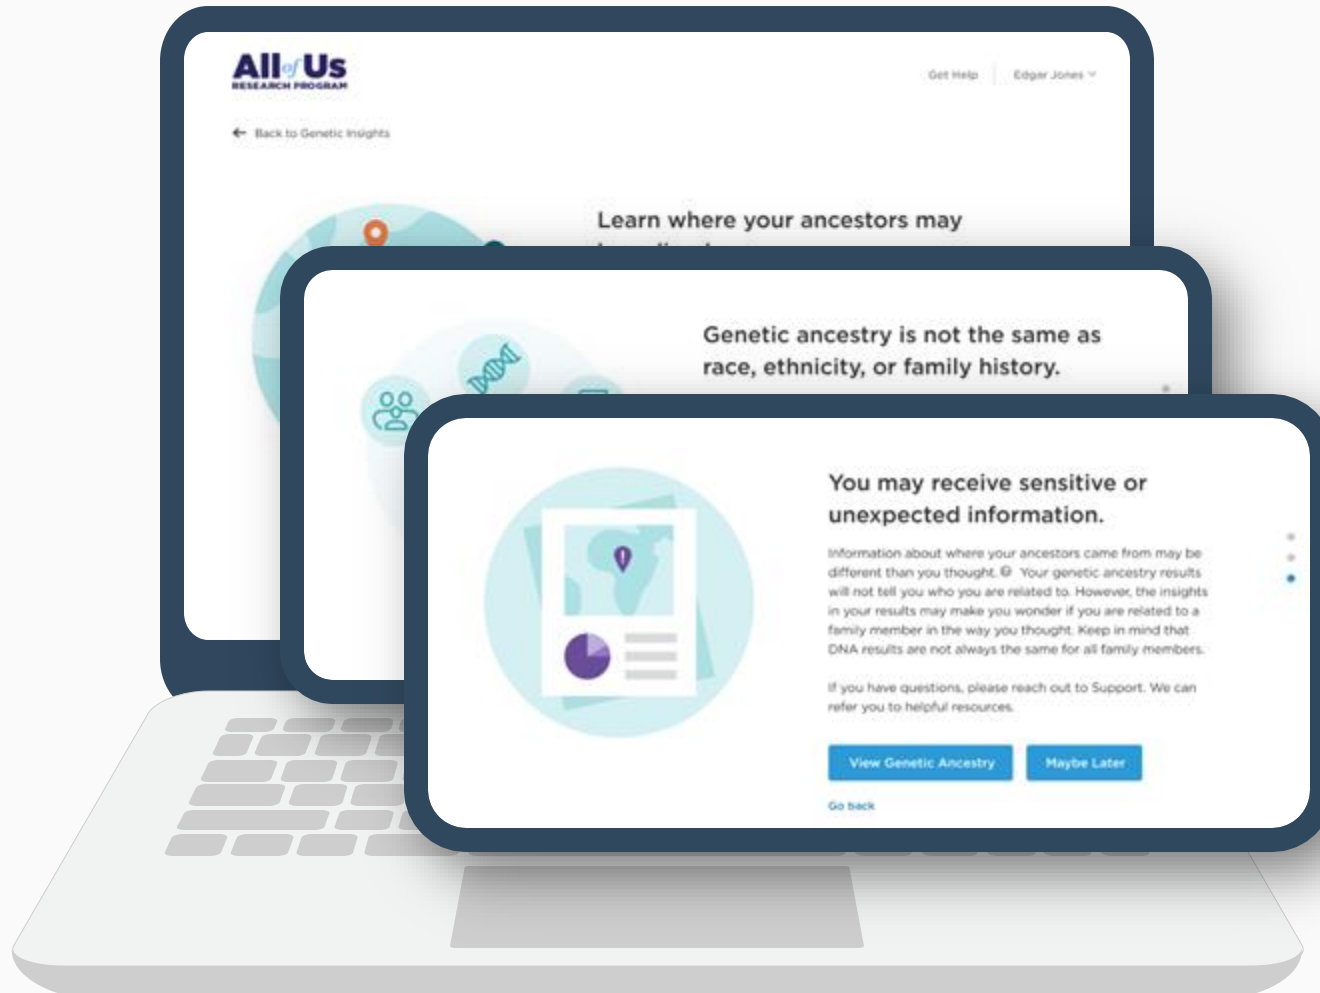 All of Us
RESEARCH PROGRAM
Get Help
Edgar Jones
Back to Genetic Insights
Learn where your ancestors may
Genetic ancestry is not the same as
race, ethnicity, or family history.
You may receive sensitive or
unexpected information.
Information about where your ancestors came from may be
different than you thought. Your genetic ancestry results
will not tell you who you are related to. However, the insights
in your results may make you wonder if you are related to a
family member in the way you thought. Keep in mind that
DNA results are not always the same for all family members.
If you have questions, please reach out to Support. We can
refer you to helpful resources.
View Genetic Ancestry
Maybe Later
Go back